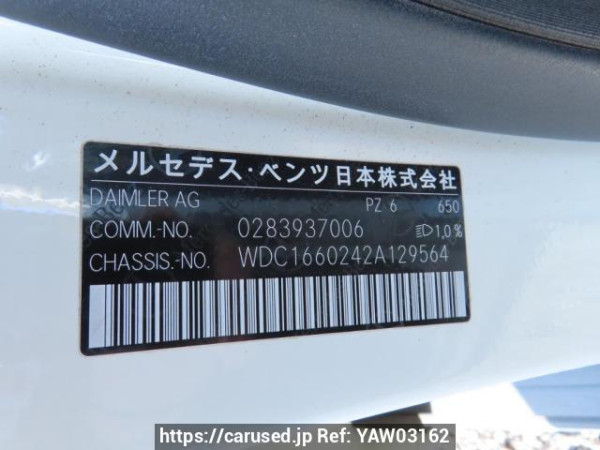 メルセデス・ベンツ日本株式会社
DAIMLER AG PZ 6 650
COMM.-NO. 0283937006 1,0 %
CHASSIS.-NO. WDC1660242A129564
https://carused.jp Ref: YAW03162